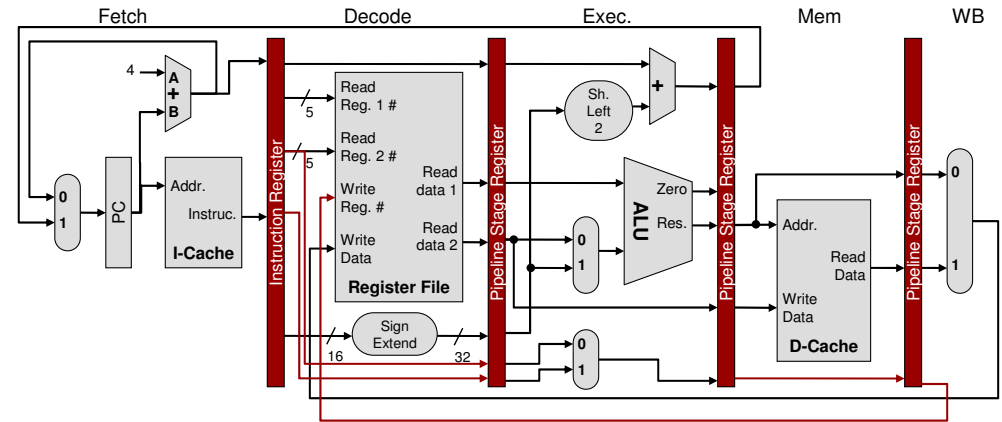 Fetch
Decode
Exec.
Mem
WB
4
A
+
B
0
1
PC
Addr.
Instruc.
I-Cache
Instruction Register
5
5
16
32
Read
Reg. 1 #
Read
Reg. 2 #
Write
Reg. #
Write
Data
Read
data 1
Read
data 2
Register File
Sign
Extend
Pipeline Stage Register
Sh.
Left
2
+
ALU
Zero
Res.
0
1
0
1
Pipeline Stage Register
Addr.
Read
Data
Write
Data
D-Cache
Pipeline Stage Register
0
1